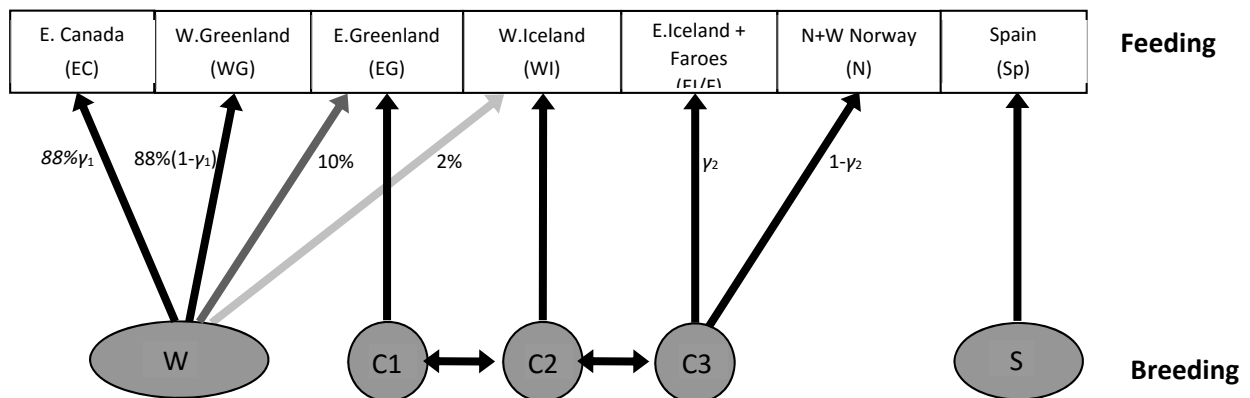 E. Canada
(EC)
W.Greenland
(WG)
E.Greenland
(EG)
W.Iceland
(WI)
E.Iceland +
Faroes
(EI/F)
N+W Norway
(N)
Spain
(Sp)
Feeding
88%γ₁
88%(1-γ₁)
10%
2%
γ₂
1-γ₂
W
C1
C2
C3
S
Breeding